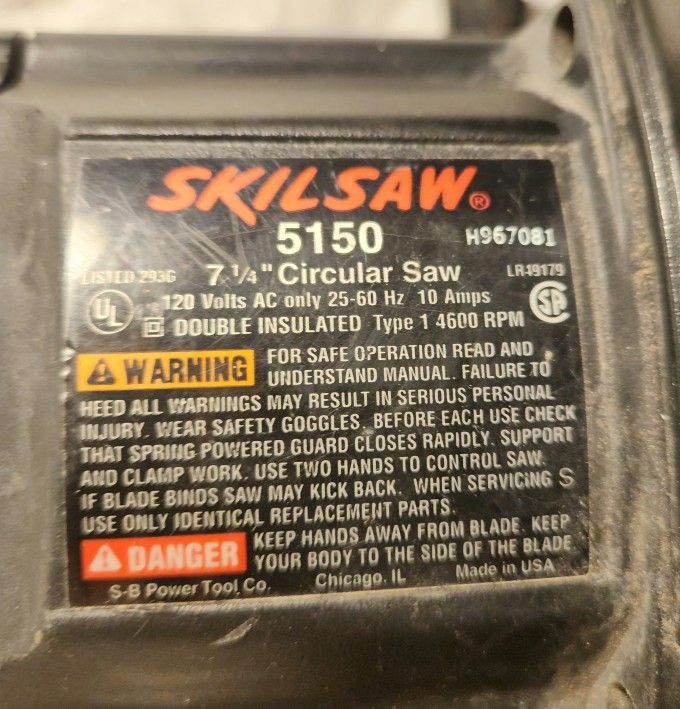 SKILSAW®
5150 H967081
LISTED 293G 7 1/4" Circular Saw LR49179
UL 120 Volts AC only 25-60 Hz 10 Amps SA
DOUBLE INSULATED Type 1 4600 RPM
WARNING FOR SAFE OPERATION READ AND
UNDERSTAND MANUAL. FAILURE TO
HEED ALL WARNINGS MAY RESULT IN SERIOUS PERSONAL
INJURY. WEAR SAFETY GOGGLES. BEFORE EACH USE CHECK
THAT SPRING POWERED GUARD CLOSES RAPIDLY. SUPPORT
AND CLAMP WORK. USE TWO HANDS TO CONTROL SAW.
IF BLADE BINDS SAW MAY KICK BACK. WHEN SERVICING S
USE ONLY IDENTICAL REPLACEMENT PARTS.
DANGER KEEP HANDS AWAY FROM BLADE. KEEP
YOUR BODY TO THE SIDE OF THE BLADE
S-B Power Tool Co. Chicago, IL Made in USA